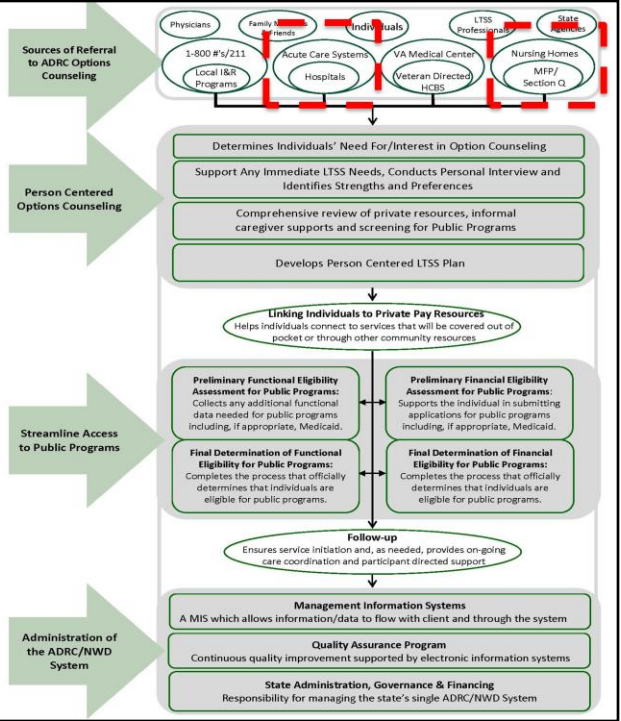 Sources of Referral
to ADRC Options
Counseling
Physicians
Family M
& Friends
Individuals
LTSS
Professionals
State
Agencies
1-800 #'s/211
Local I&R
Programs
Acute Care Systems
Hospitals
VA Medical Center
Veteran Directed
HCBS
Nursing Homes
MFP/
Section Q
Person Centered
Options Counseling
Determines Individuals' Need For/Interest in Option Counseling
Support Any Immediate LTSS Needs, Conducts Personal Interview and
Identifies Strengths and Preferences
Comprehensive review of private resources, informal
caregiver supports and screening for Public Programs
Develops Person Centered LTSS Plan
Linking Individuals to Private Pay Resources
Helps individuals connect to services that will be covered out of
pocket or through other community resources
Streamline Access
to Public Programs
Preliminary Functional Eligibility
Assessment for Public Programs:
Collects any additional functional
data needed for public programs
including, if appropriate, Medicaid.
Preliminary Financial Eligibility
Assessment for Public Programs:
Supports the individual in submitting
applications for public programs
including, if appropriate, Medicaid.
Final Determination of Functional
Eligibility for Public Programs:
Completes the process that officially
determines that individuals are
eligible for public programs.
Final Determination of Financial
Eligibility for Public Programs:
Completes the process that officially
determines that individuals are
eligible for public programs.
Follow-up
Ensures service initiation and, as needed, provides on-going
care coordination and participant directed support
Administration of
the ADRC/NWD
System
Management Information Systems
A MIS which allows information/data to flow with client and through the system
Quality Assurance Program
Continuous quality improvement supported by electronic information systems
State Administration, Governance & Financing
Responsibility for managing the state's single ADRC/NWD System